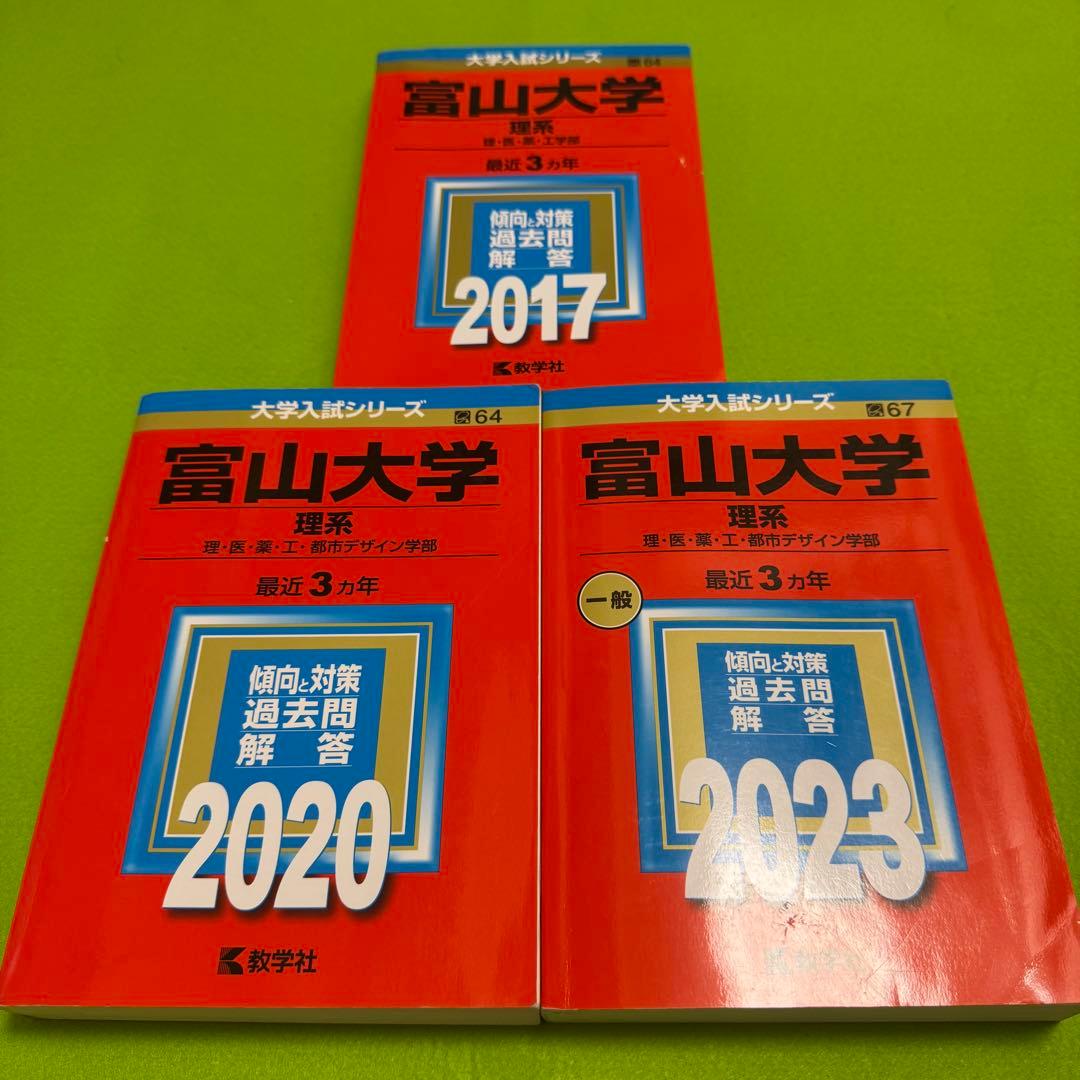 大学入試シリーズ
64
富山大学
理系
理・医・薬・工学部
最近3カ年
傾向と対策
過去問
解答
2017
教学社
大学入試シリーズ
64
富山大学
理系
理・医・薬・工・都市デザイン学部
最近3カ年
傾向と対策
過去問
解答
2020
教学社
大学入試シリーズ
67
富山大学
理系
理・医・薬・工・都市デザイン学部
最近3カ年
一般
傾向と対策
過去問
解答
2023
教学社